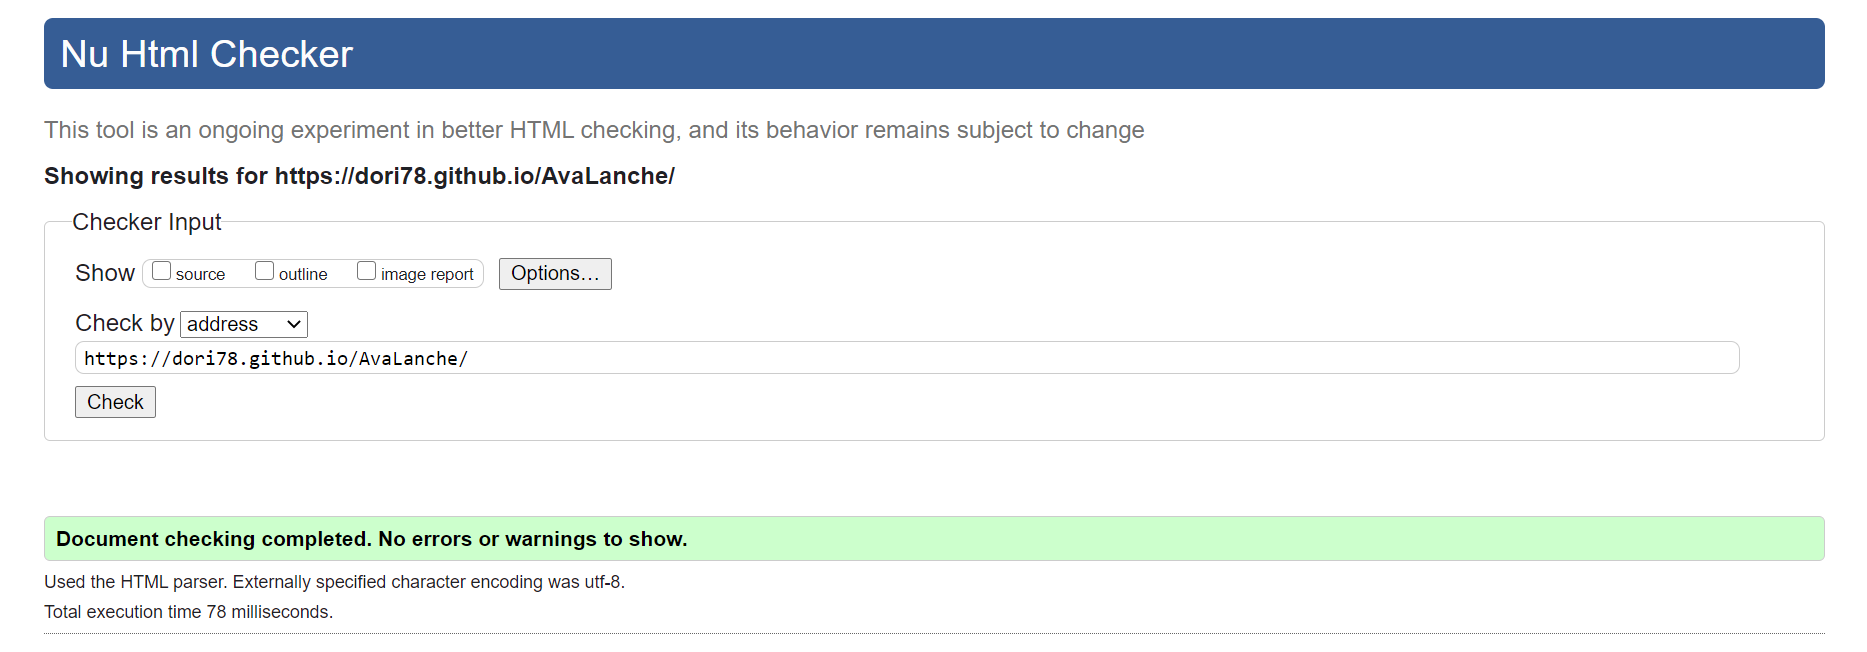 Nu Html Checker
This tool is an ongoing experiment in better HTML checking, and its behavior remains subject to change
Showing results for https://dori78.github.io/AvaLanche/
Checker Input
Show source outline image report Options…
Check by address
https://dori78.github.io/AvaLanche/
Check
Document checking completed. No errors or warnings to show.
Used the HTML parser. Externally specified character encoding was utf-8.
Total execution time 78 milliseconds.